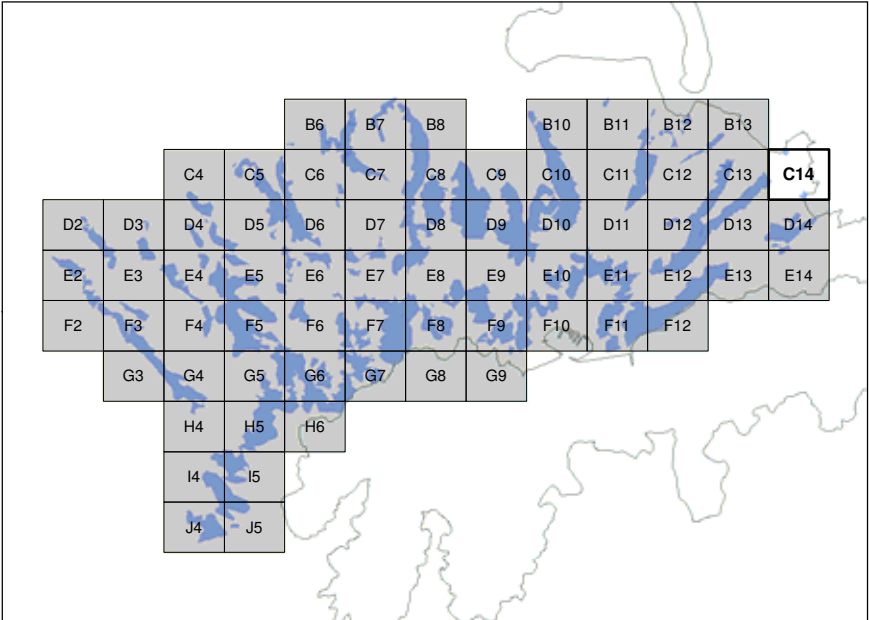 B6 B7 B8 B10 B11 B12 B13
C4 C5 C6 C7 C8 C9 C10 C11 C12 C13 C14
D2 D3 D4 D5 D6 D7 D8 D9 D10 D11 D12 D13 D14
E2 E3 E4 E5 E6 E7 E8 E9 E10 E11 E12 E13 E14
F2 F3 F4 F5 F6 F7 F8 F9 F10 F11 F12
G3 G4 G5 G6 G7 G8 G9
H4 H5 H6
I4 I5
J4 J5